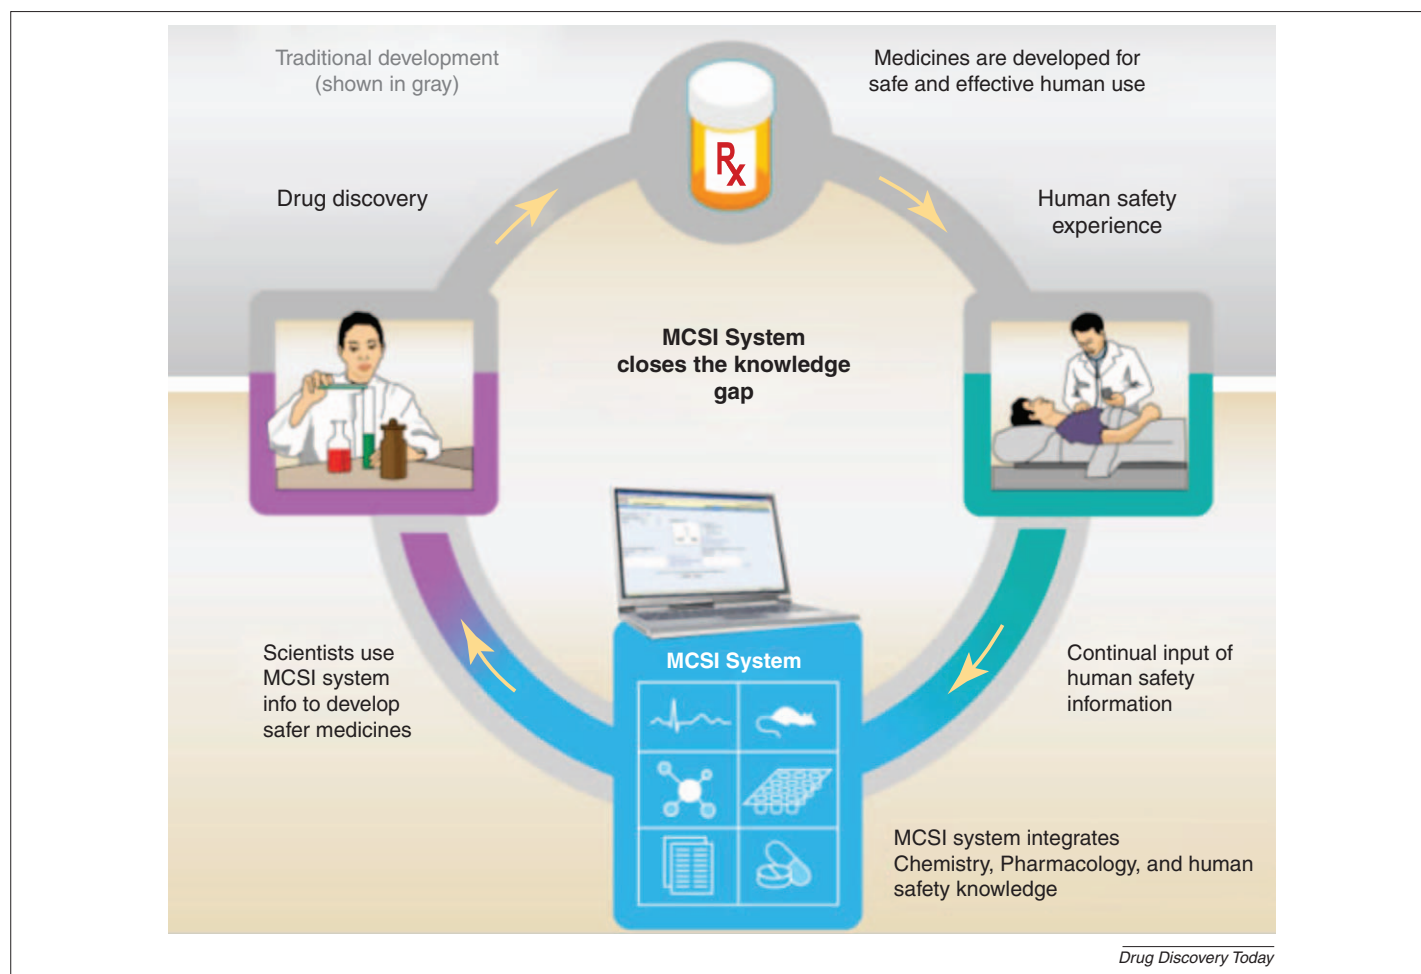 Traditional development
(shown in gray)
Medicines are developed for
safe and effective human use
Rx
Drug discovery
Human safety
experience
MCSI System
closes the knowledge
gap
Scientists use
MCSI system
info to develop
safer medicines
MCSI System
Continual input of
human safety
information
MCSI system integrates
Chemistry, Pharmacology, and human
safety knowledge
Drug Discovery Today